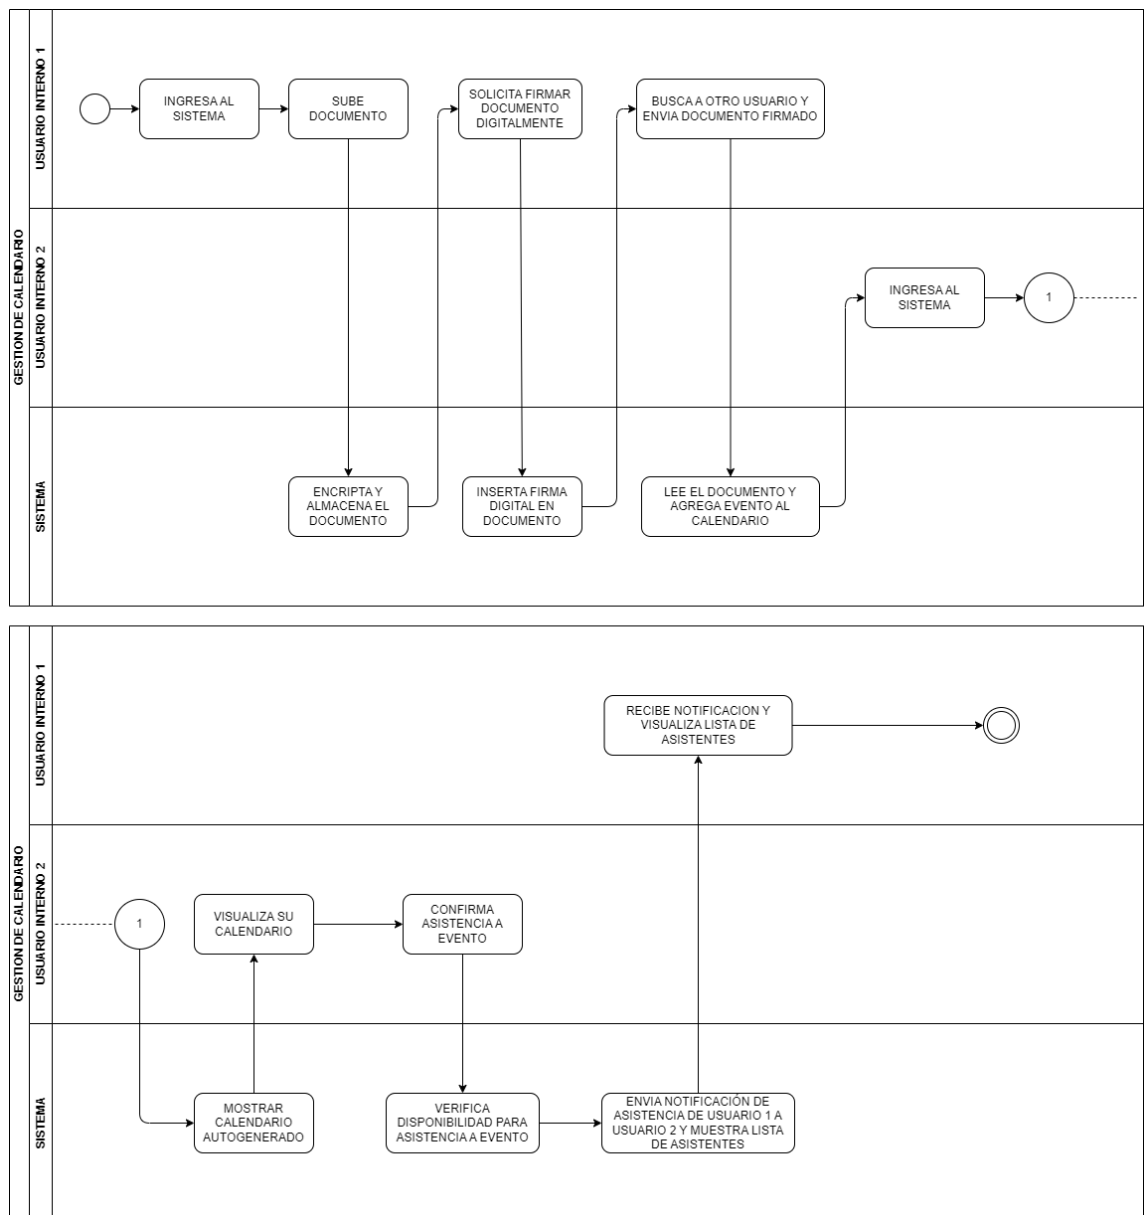 GESTION DE CALENDARIO
USUARIO INTERNO 1
INGRESA AL
SISTEMA
SUBE
DOCUMENTO
SOLICITA FIRMAR
DOCUMENTO
DIGITALMENTE
BUSCA A OTRO USUARIO Y
ENVIA DOCUMENTO FIRMADO
USUARIO INTERNO 2
INGRESA AL
SISTEMA
1
SISTEMA
ENCRIPTA Y
ALMACENA EL
DOCUMENTO
INSERTA FIRMA
DIGITAL EN
DOCUMENTO
LEE EL DOCUMENTO Y
AGREGA EVENTO AL
CALENDARIO
GESTION DE CALENDARIO
USUARIO INTERNO 1
RECIBE NOTIFICACION Y
VISUALIZA LISTA DE
ASISTENTES
USUARIO INTERNO 2
1
VISUALIZA SU
CALENDARIO
CONFIRMA
ASISTENCIA A
EVENTO
SISTEMA
MOSTRAR
CALENDARIO
AUTOGENERADO
VERIFICA
DISPONIBILIDAD PARA
ASISTENCIA A EVENTO
ENVIA NOTIFICACIÓN DE
ASISTENCIA DE USUARIO 1 A
USUARIO 2 Y MUESTRA LISTA
DE ASISTENTES